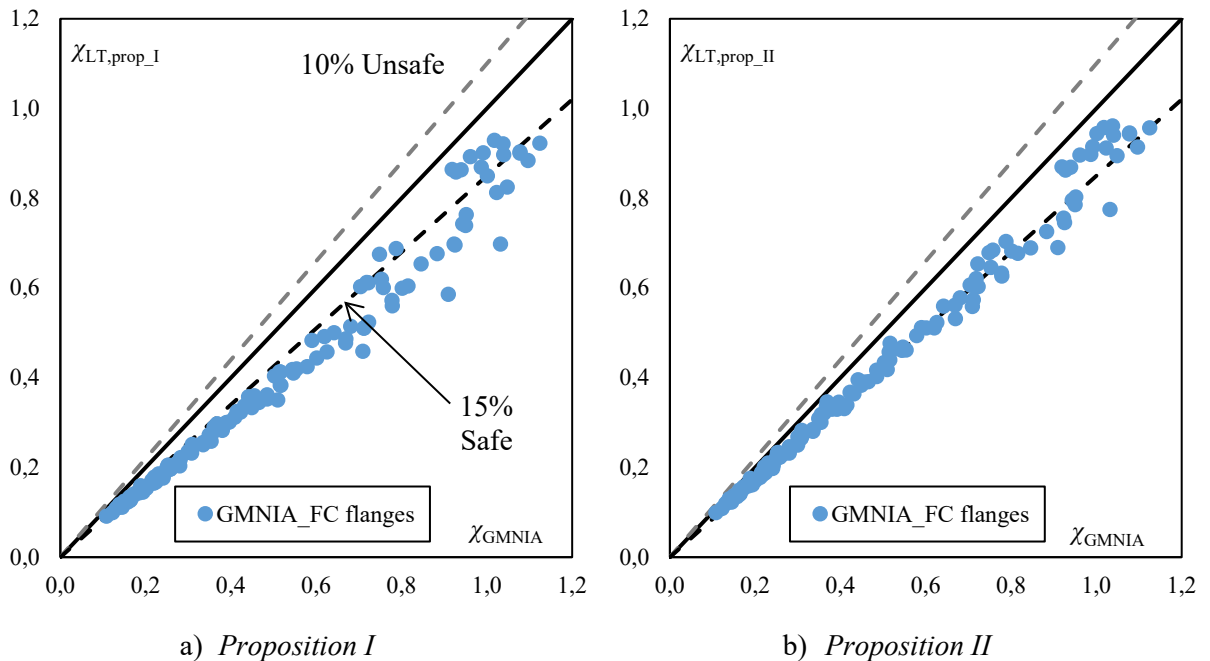 1,2
χLT,prop_I
10% Unsafe
1,0
0,8
0,6
0,4
15%
Safe
0,2
GMNIA_FC flanges
χGMNIA
0,0
0,0 0,2 0,4 0,6 0,8 1,0 1,2
a) Proposition I
1,2
χLT,prop_II
1,0
0,8
0,6
0,4
0,2
GMNIA_FC flanges
χGMNIA
0,0
0,0 0,2 0,4 0,6 0,8 1,0 1,2
b) Proposition II